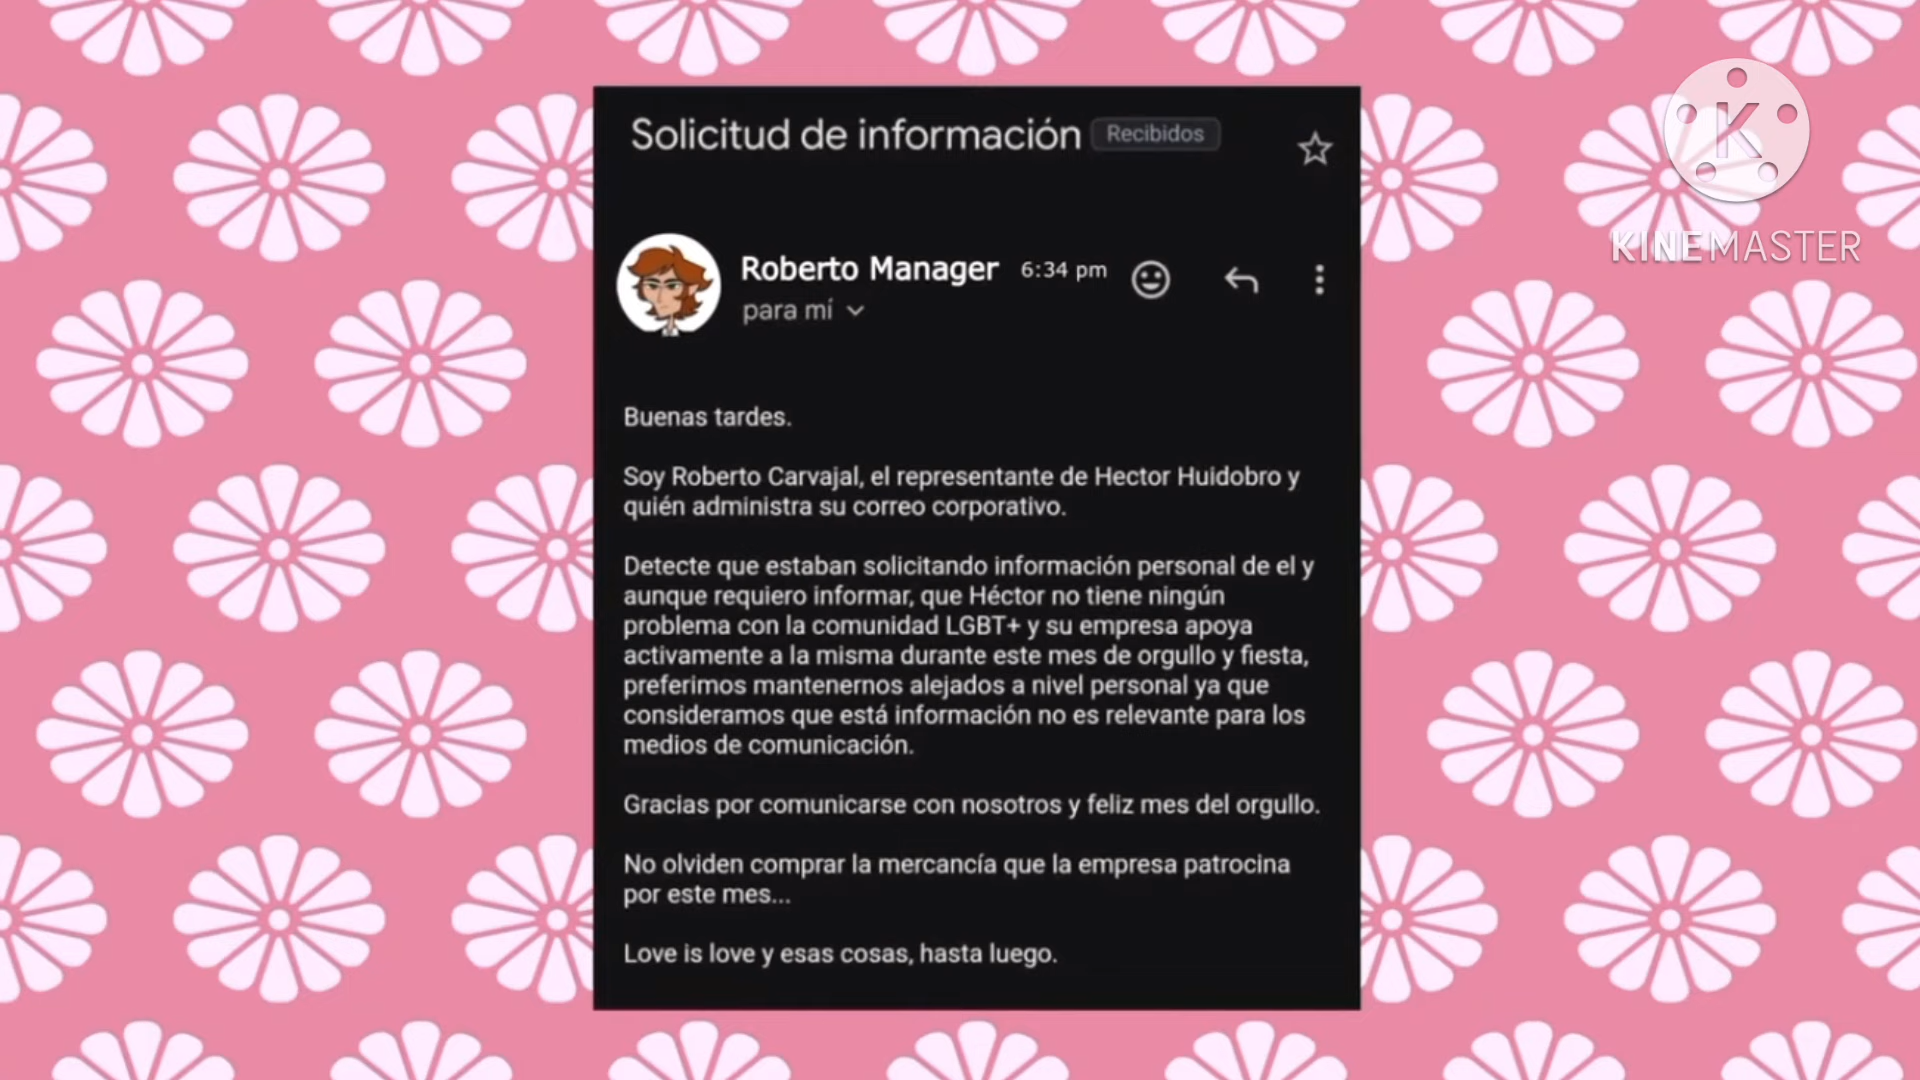 Solicitud de información Recibidos
Roberto Manager 6:34 pm
para mí
Buenas tardes.
Soy Roberto Carvajal, el representante de Hector Huidobro y
quién administra su correo corporativo.
Detecte que estaban solicitando información personal de el y
aunque requiero informar, que Héctor no tiene ningún
problema con la comunidad LGBT+ y su empresa apoya
activamente a la misma durante este mes de orgullo y fiesta,
preferimos mantenernos alejados a nivel personal ya que
consideramos que está información no es relevante para los
medios de comunicación.
Gracias por comunicarse con nosotros y feliz mes del orgullo.
No olviden comprar la mercancía que la empresa patrocina
por este mes...
Love is love y esas cosas, hasta luego.
K
KINEMASTER